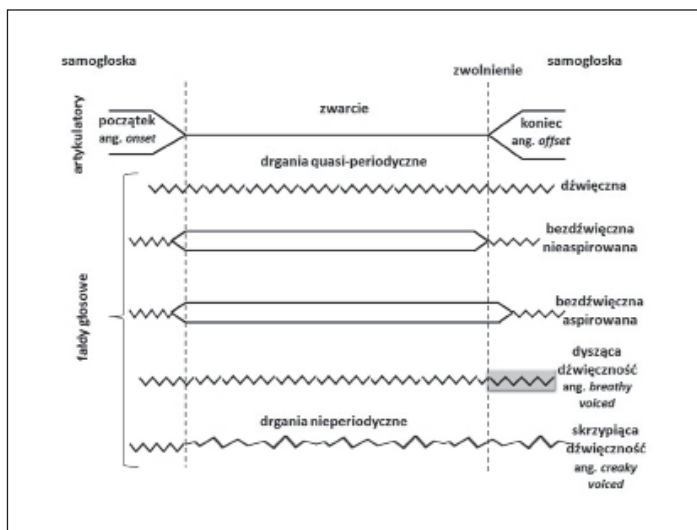 samogłoska samogłoska
zwolnienie
artykulatory
początek
ang. onset
zwarcie
koniec
ang. offset
drgania quasi-periodyczne
fałdy głosowe
dźwięczna
bezdźwięczna
nieaspirowana
bezdźwięczna
aspirowana
dysząca
dźwięczność
ang. breathy
voiced
drgania nieperiodyczne
skrzypiąca
dźwięczność
ang. creaky
voiced